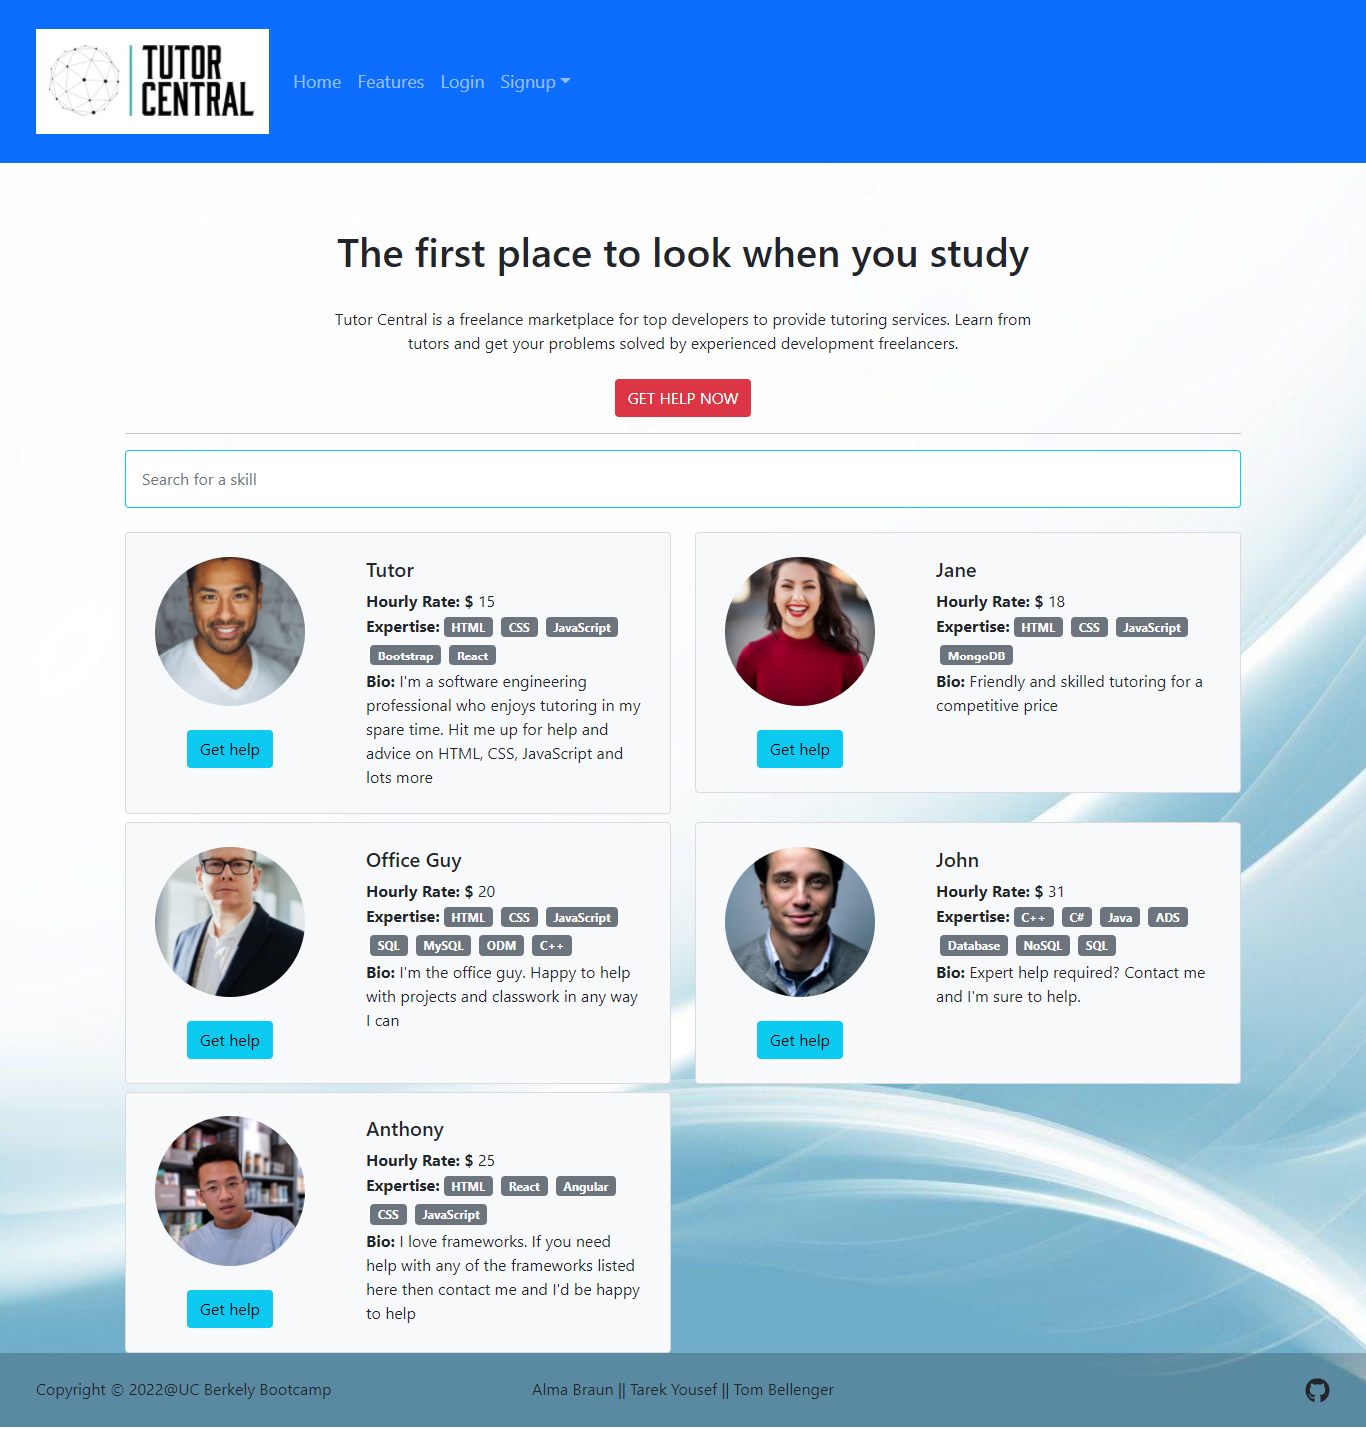 TUTOR
CENTRAL
Home Features Login Signup
The first place to look when you study
Tutor Central is a freelance marketplace for top developers to provide tutoring services. Learn from
tutors and get your problems solved by experienced development freelancers.
GET HELP NOW
Search for a skill
Tutor
Hourly Rate: $ 15
Expertise: HTML CSS JavaScript
Bootstrap React
Bio: I'm a software engineering
professional who enjoys tutoring in my
spare time. Hit me up for help and
advice on HTML, CSS, JavaScript and
lots more
Get help
Jane
Hourly Rate: $ 18
Expertise: HTML CSS JavaScript
MongoDB
Bio: Friendly and skilled tutoring for a
competitive price
Get help
Office Guy
Hourly Rate: $ 20
Expertise: HTML CSS JavaScript
SQL MySQL ODM C++
Bio: I'm the office guy. Happy to help
with projects and classwork in any way
I can
Get help
John
Hourly Rate: $ 31
Expertise: C++ C# Java ADS
Database NoSQL SQL
Bio: Expert help required? Contact me
and I'm sure to help.
Get help
Anthony
Hourly Rate: $ 25
Expertise: HTML React Angular
CSS JavaScript
Bio: I love frameworks. If you need
help with any of the frameworks listed
here then contact me and I'd be happy
to help
Get help
Copyright © 2022@UC Berkely Bootcamp
Alma Braun || Tarek Yousef || Tom Bellenger